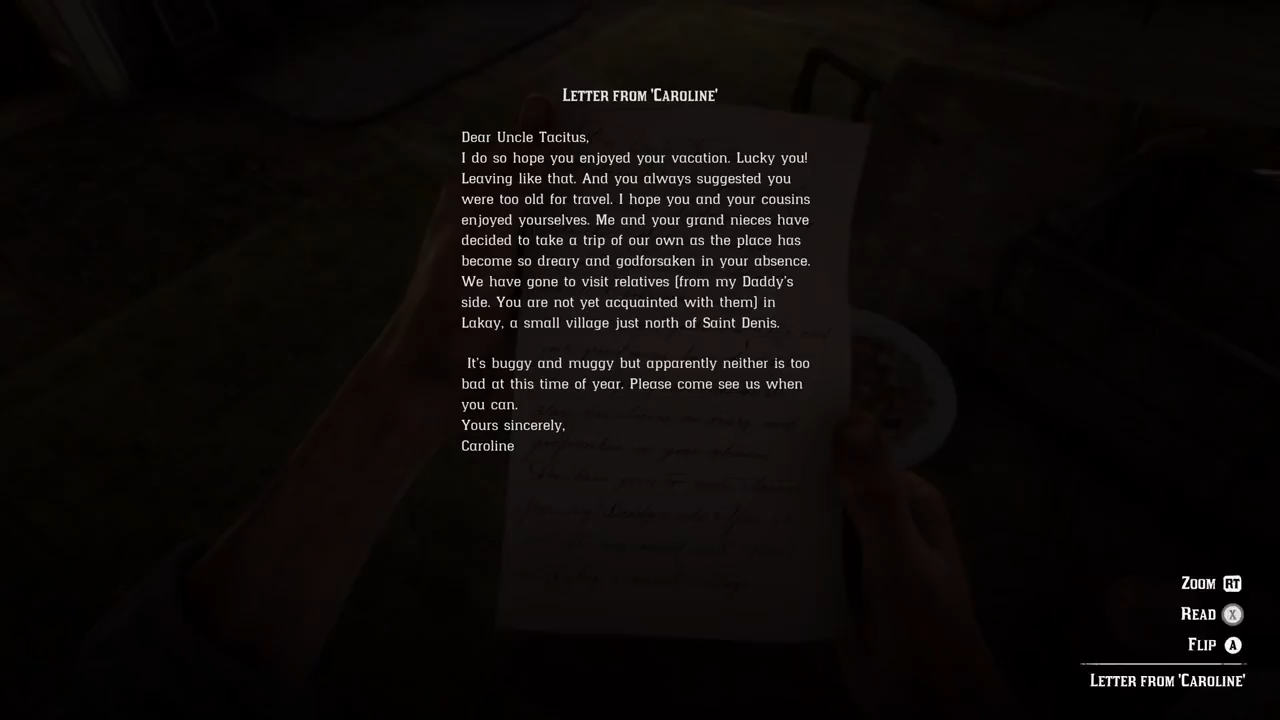 LETTER FROM 'CAROLINE'
Dear Uncle Tacitus,
I do so hope you enjoyed your vacation. Lucky you!
Leaving like that. And you always suggested you
were too old for travel. I hope you and your cousins
enjoyed yourselves. Me and your grand nieces have
decided to take a trip of our own as the place has
become so dreary and godforsaken in your absence.
We have gone to visit relatives (from my Daddy's
side. You are not yet acquainted with them) in
Lakay, a small village just north of Saint Denis.
It's buggy and muggy but apparently neither is too
bad at this time of year. Please come see us when
you can.
Yours sincerely,
Caroline
ZOOM RT
READ X
FLIP A
LETTER FROM 'CAROLINE'